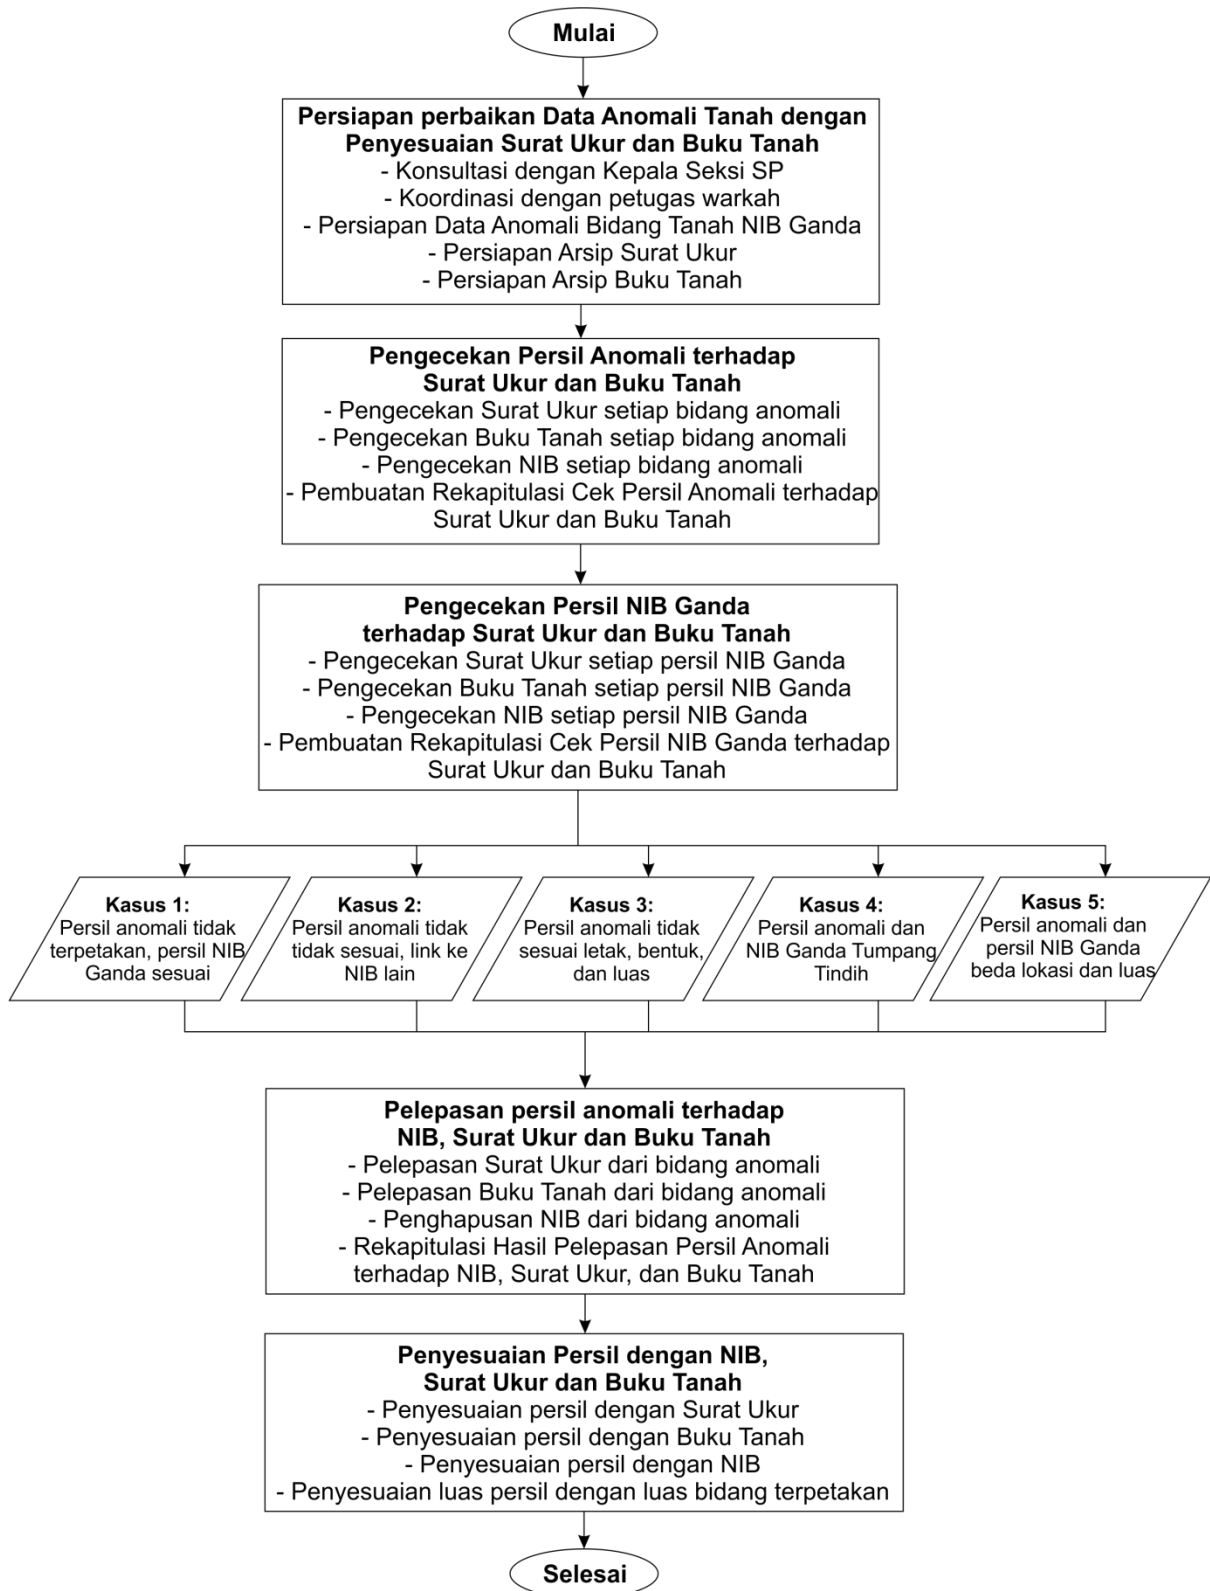 Mulai
Persiapan perbaikan Data Anomali Tanah dengan
Penyesuaian Surat Ukur dan Buku Tanah
- Konsultasi dengan Kepala Seksi SP
- Koordinasi dengan petugas warkah
- Persiapan Data Anomali Bidang Tanah NIB Ganda
- Persiapan Arsip Surat Ukur
- Persiapan Arsip Buku Tanah
Pengecekan Persil Anomali terhadap
Surat Ukur dan Buku Tanah
- Pengecekan Surat Ukur setiap bidang anomali
- Pengecekan Buku Tanah setiap bidang anomali
- Pengecekan NIB setiap bidang anomali
- Pembuatan Rekapitulasi Cek Persil Anomali terhadap
Surat Ukur dan Buku Tanah
Pengecekan Persil NIB Ganda
terhadap Surat Ukur dan Buku Tanah
- Pengecekan Surat Ukur setiap persil NIB Ganda
- Pengecekan Buku Tanah setiap persil NIB Ganda
- Pengecekan NIB setiap persil NIB Ganda
- Pembuatan Rekapitulasi Cek Persil NIB Ganda terhadap
Surat Ukur dan Buku Tanah
Kasus 1:
Persil anomali tidak
terpetakan, persil NIB
Ganda sesuai
Kasus 2:
Persil anomali tidak
tidak sesuai, link ke
NIB lain
Kasus 3:
Persil anomali tidak
sesuai letak, bentuk,
dan luas
Kasus 4:
Persil anomali dan
NIB Ganda Tumpang
Tindih
Kasus 5:
Persil anomali dan
persil NIB Ganda
beda lokasi dan luas
Pelepasan persil anomali terhadap
NIB, Surat Ukur dan Buku Tanah
- Pelepasan Surat Ukur dari bidang anomali
- Pelepasan Buku Tanah dari bidang anomali
- Penghapusan NIB dari bidang anomali
- Rekapitulasi Hasil Pelepasan Persil Anomali
terhadap NIB, Surat Ukur, dan Buku Tanah
Penyesuaian Persil dengan NIB,
Surat Ukur dan Buku Tanah
- Penyesuaian persil dengan Surat Ukur
- Penyesuaian persil dengan Buku Tanah
- Penyesuaian persil dengan NIB
- Penyesuaian luas persil dengan luas bidang terpetakan
Selesai